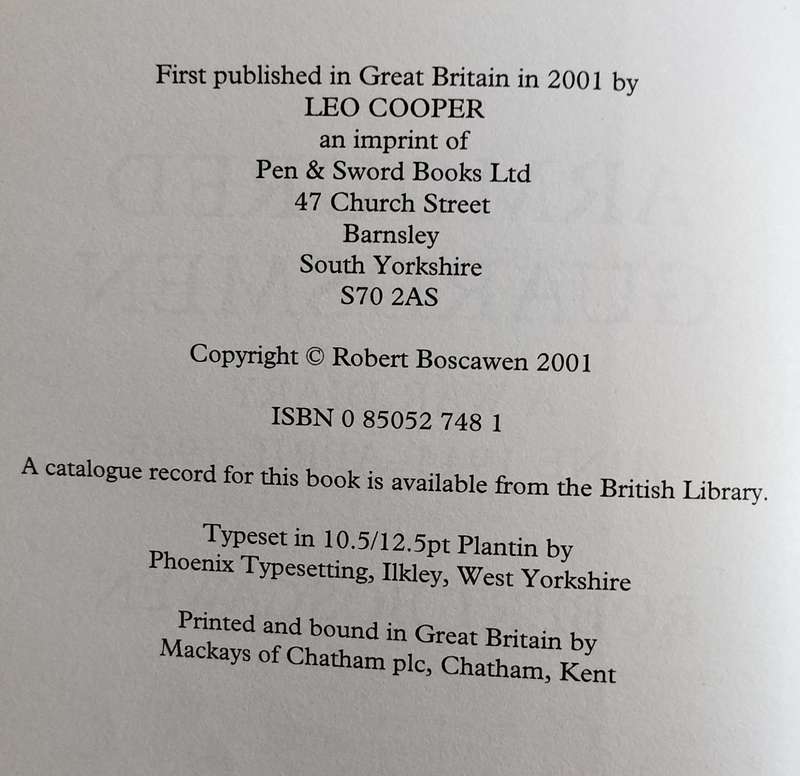 First published in Great Britain in 2001 by
LEO COOPER
an imprint of
Pen & Sword Books Ltd
47 Church Street
Barnsley
South Yorkshire
S70 2AS
Copyright © Robert Boscawen 2001
ISBN 0 85052 748 1
A catalogue record for this book is available from the British Library.
Typeset in 10.5/12.5pt Plantin by
Phoenix Typesetting, Ilkley, West Yorkshire
Printed and bound in Great Britain by
Mackays of Chatham plc, Chatham, Kent